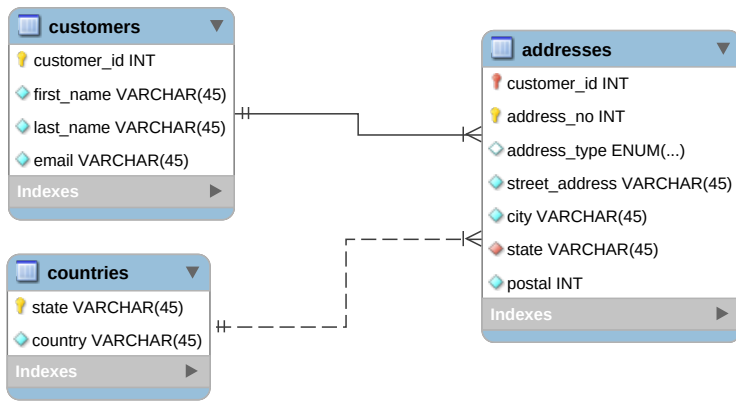 customers
customer_id INT
first_name VARCHAR(45)
last_name VARCHAR(45)
email VARCHAR(45)
Indexes
addresses
customer_id INT
address_no INT
address_type ENUM(...)
street_address VARCHAR(45)
city VARCHAR(45)
state VARCHAR(45)
postal INT
Indexes
countries
state VARCHAR(45)
country VARCHAR(45)
Indexes